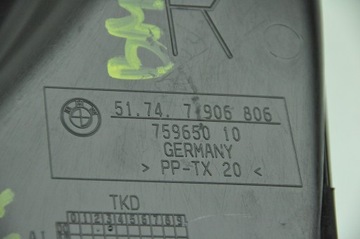 R
51.74. 7 906 806
759650 10
GERMANY
> PP-TX 20 <
TKD